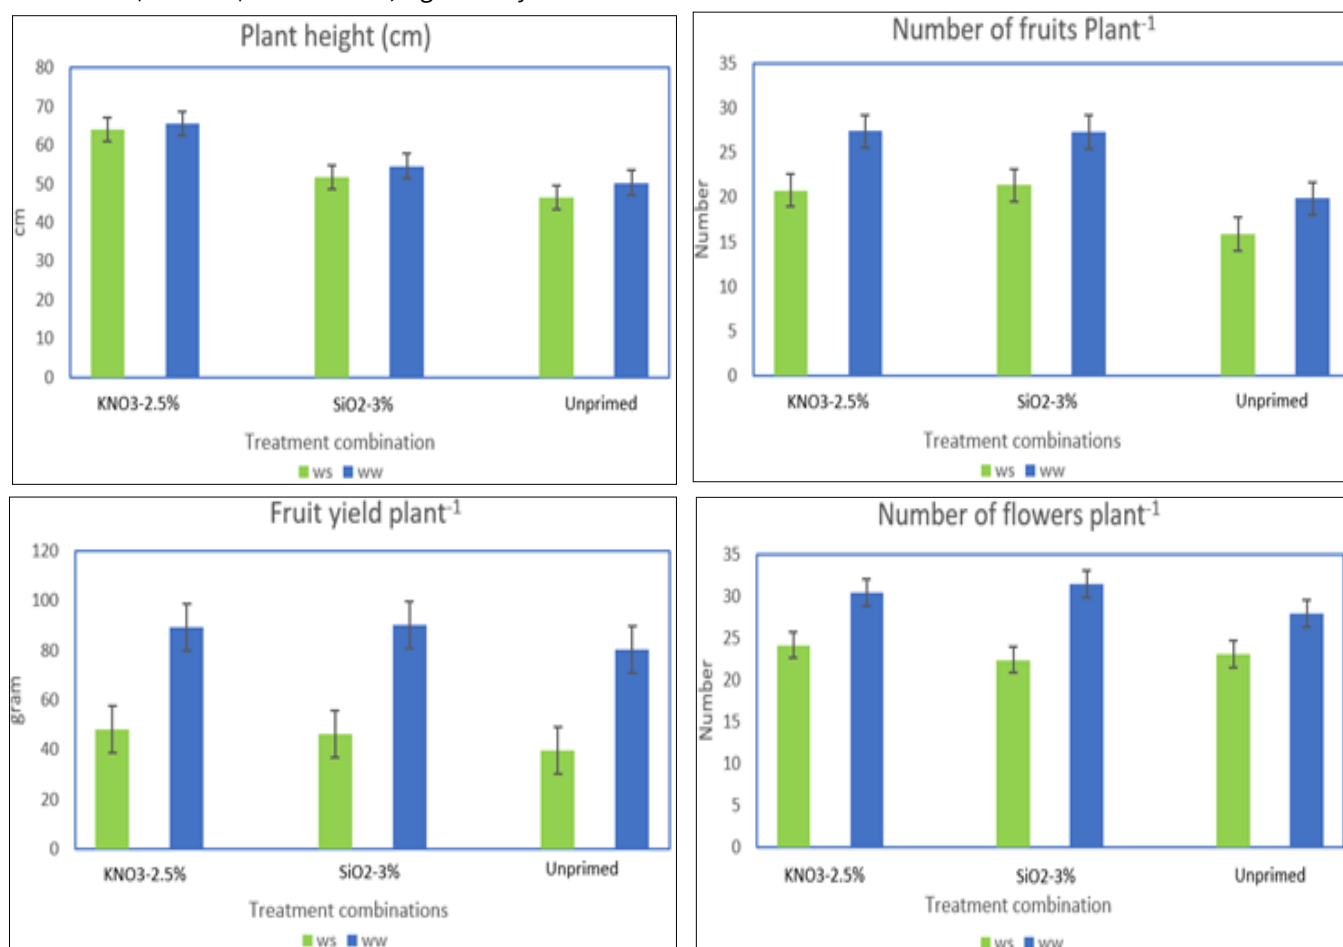 Plant height (cm)
80
70
60
50
40
30
20
10
0
cm
KNO3-2.5% SiO2-3% Unprimed
Treatment combination
ws ww
Number of fruits Plant-1
35
30
25
20
15
10
5
0
Number
KNO3-2.5% SiO2-3% Unprimed
Treatment combinations
ws ww
Fruit yield plant-1
120
100
80
60
40
20
0
gram
KNO3-2.5% SiO2-3% Unprimed
Treatment combinations
ws ww
Number of flowers plant-1
35
30
25
20
15
10
5
0
Number
KNO3-2.5% SiO2-3% Unprimed
Treatment combination
ws ww